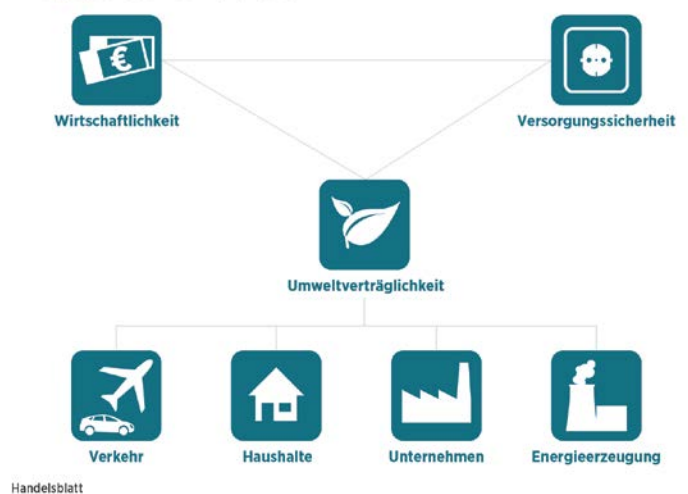 €
Wirtschaftlichkeit
Versorgungssicherheit
Umweltverträglichkeit
Verkehr
Haushalte
Unternehmen
Energieerzeugung
Handelsblatt